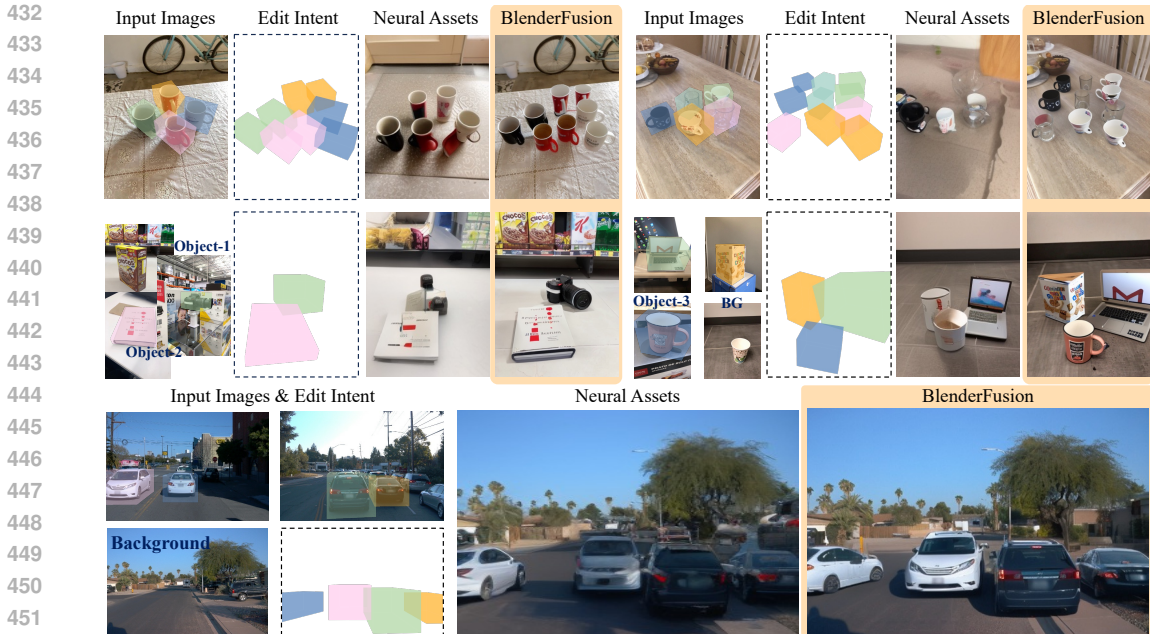 432
433
434
435
436
437
438
439
440
441
442
443
444
445
446
447
448
449
450
451
Input Images Edit Intent Neural Assets BlenderFusion Input Images Edit Intent Neural Assets BlenderFusion
Object-1
Object-2
Object-3
BG
Input Images & Edit Intent Neural Assets BlenderFusion
Background